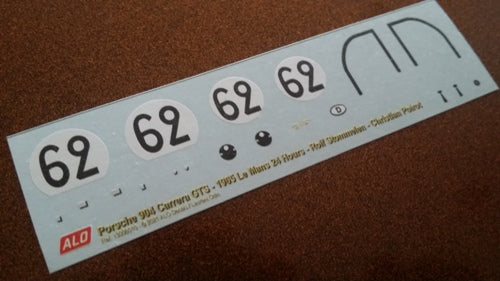 62 62 62 62
D
ALO
Porsche 904 Carrera GTS - 1965 Le Mans 24 Hours - Rolf Stommelen - Christian Poirot